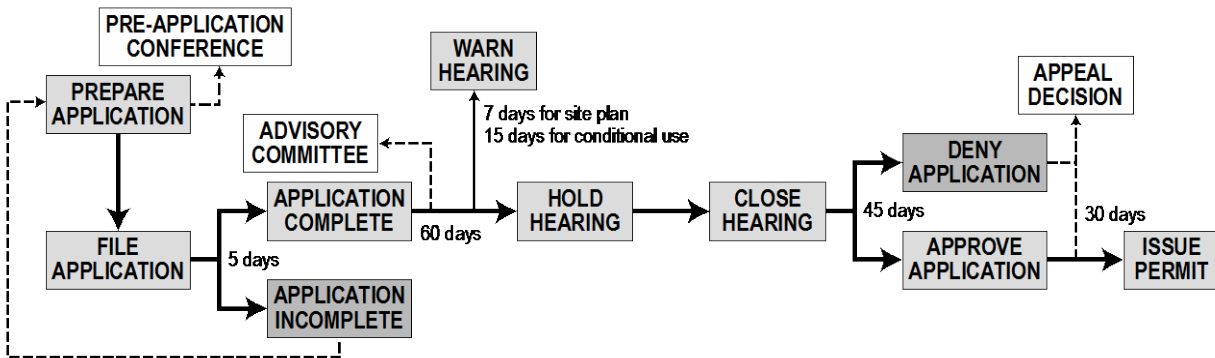 PRE-APPLICATION
CONFERENCE
PREPARE
APPLICATION
WARN
HEARING
7 days for site plan
15 days for conditional use
ADVISORY
COMMITTEE
APPEAL
DECISION
FILE
APPLICATION
5 days
APPLICATION
COMPLETE
60 days
APPLICATION
INCOMPLETE
HOLD
HEARING
CLOSE
HEARING
45 days
DENY
APPLICATION
APPROVE
APPLICATION
30 days
ISSUE
PERMIT